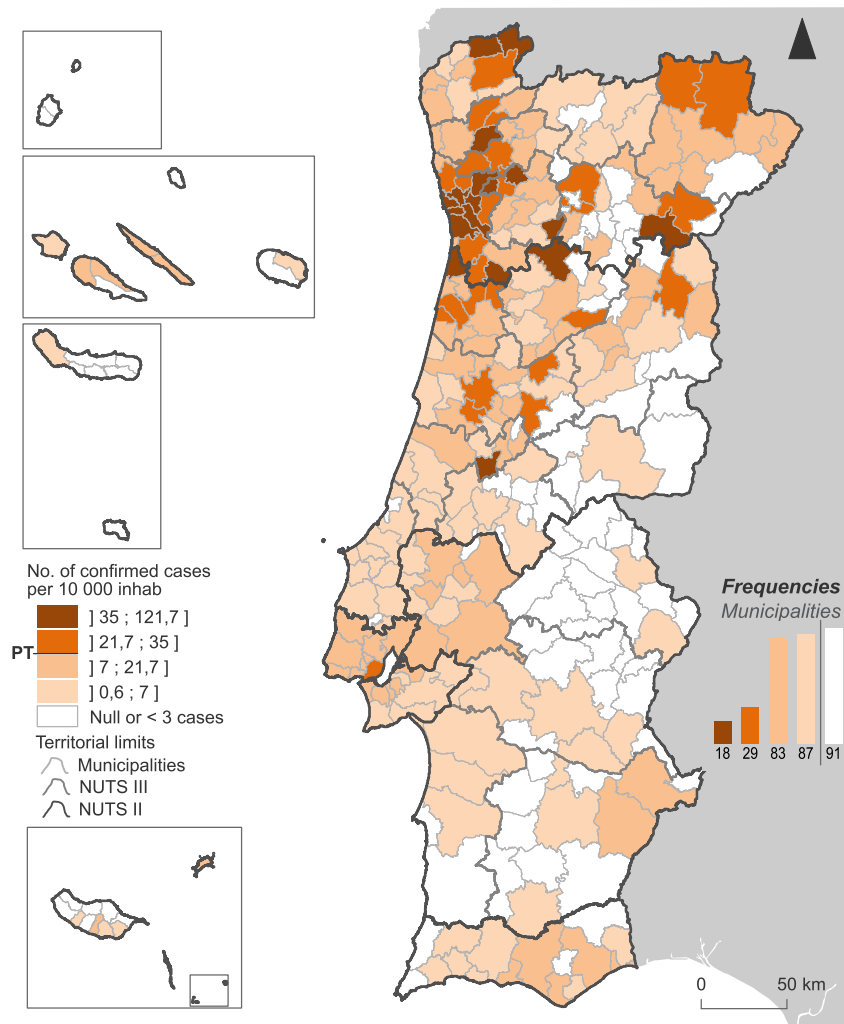 No. of confirmed cases
per 10 000 inhab
] 35 ; 121,7 ]
] 21,7 ; 35 ]
PT
] 7 ; 21,7 ]
] 0,6 ; 7 ]
Null or < 3 cases
Territorial limits
Municipalities
NUTS III
NUTS II
Frequencies
Municipalities
18 29 83 87 91
0 50 km